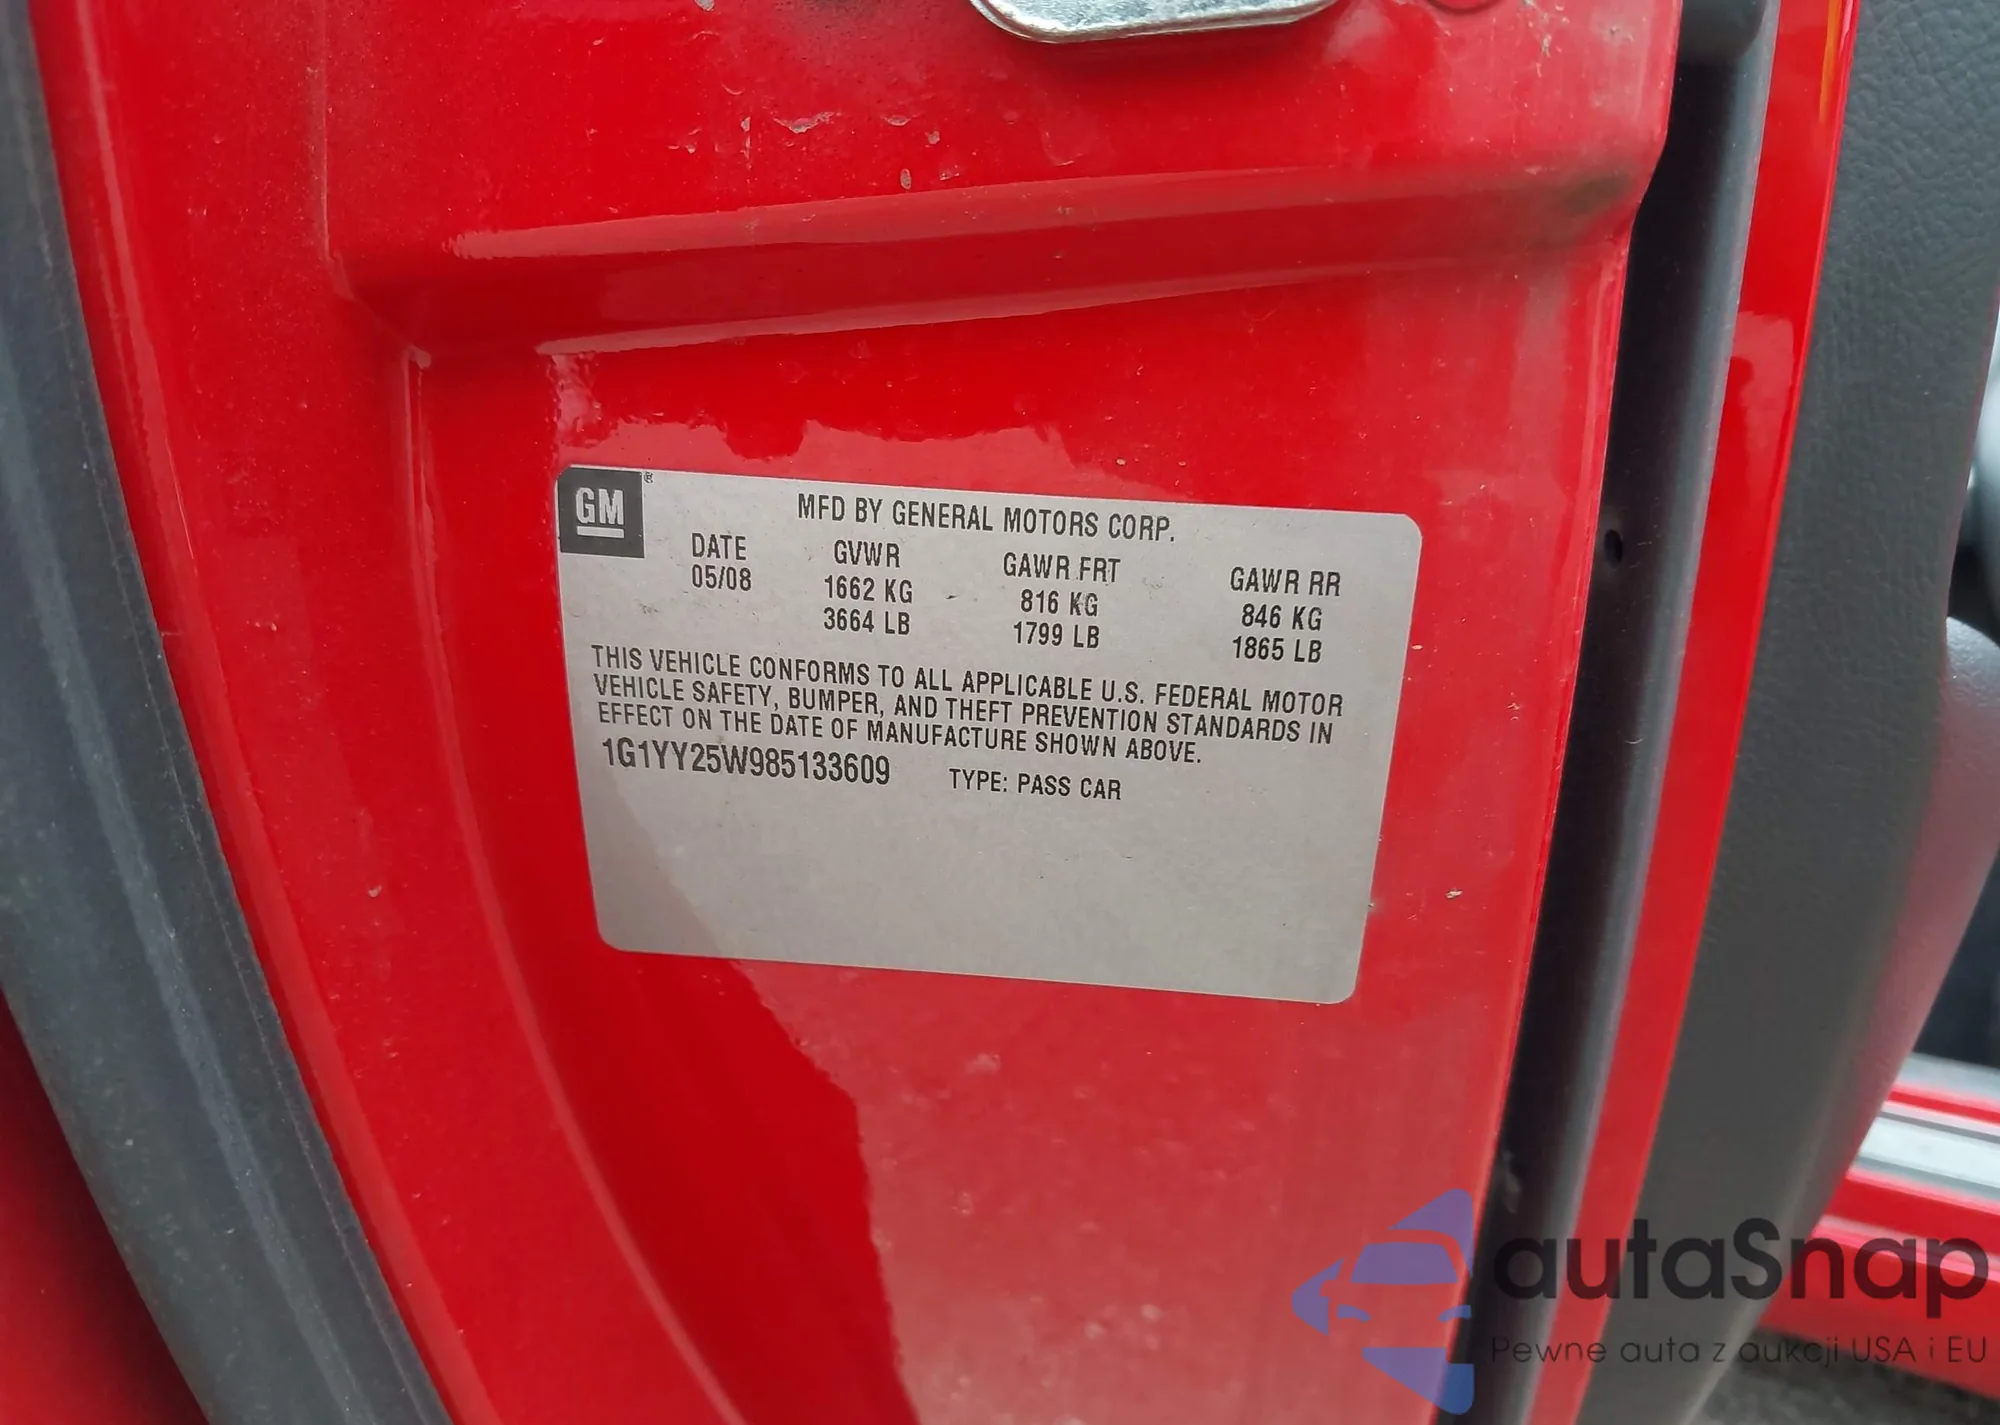 GM®
MFD BY GENERAL MOTORS CORP.
DATE GVWR GAWR FRT GAWR RR
05/08 1662 KG 816 KG 846 KG
3664 LB 1799 LB 1865 LB
THIS VEHICLE CONFORMS TO ALL APPLICABLE U.S. FEDERAL MOTOR
VEHICLE SAFETY, BUMPER, AND THEFT PREVENTION STANDARDS IN
EFFECT ON THE DATE OF MANUFACTURE SHOWN ABOVE.
1G1YY25W985133609 TYPE: PASS CAR
autaSnap
Pewne auta z aukcji USA i EU